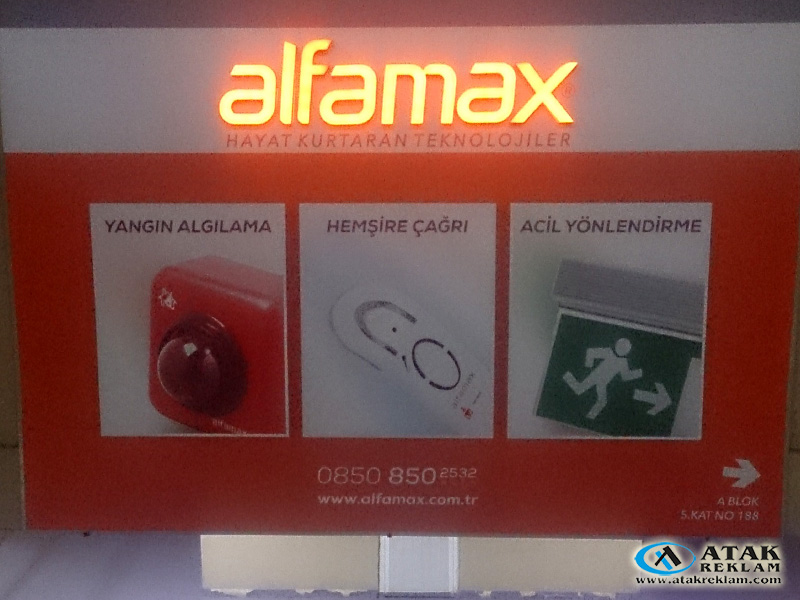 alfamax
HAYAT KURTARAN TEKNOLOJİLER
YANGIN ALGILAMA
HEMŞİRE ÇAĞRI
ACİL YÖNLENDİRME
alfamax
0850 850 2532
www.alfamax.com.tr
A BLOK
5.KAT NO 188
ATAK
REKLAM
www.atakreklam.com